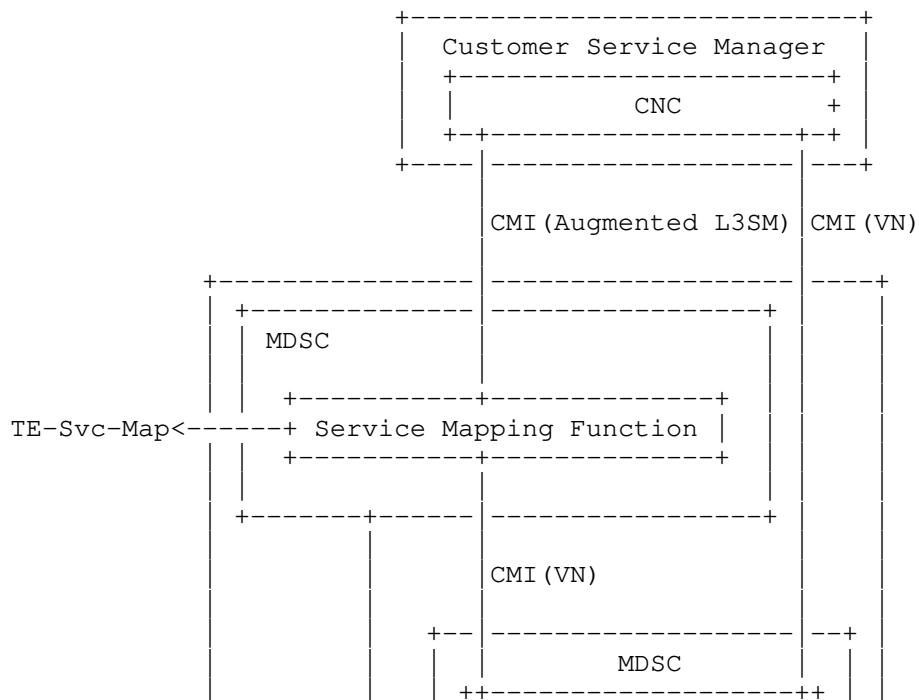 Customer Service Manager
CNC
CMI(Augmented L3SM) CMI(VN)
MDSC
TE-Svc-Map<------+ Service Mapping Function
CMI(VN)
MDSC